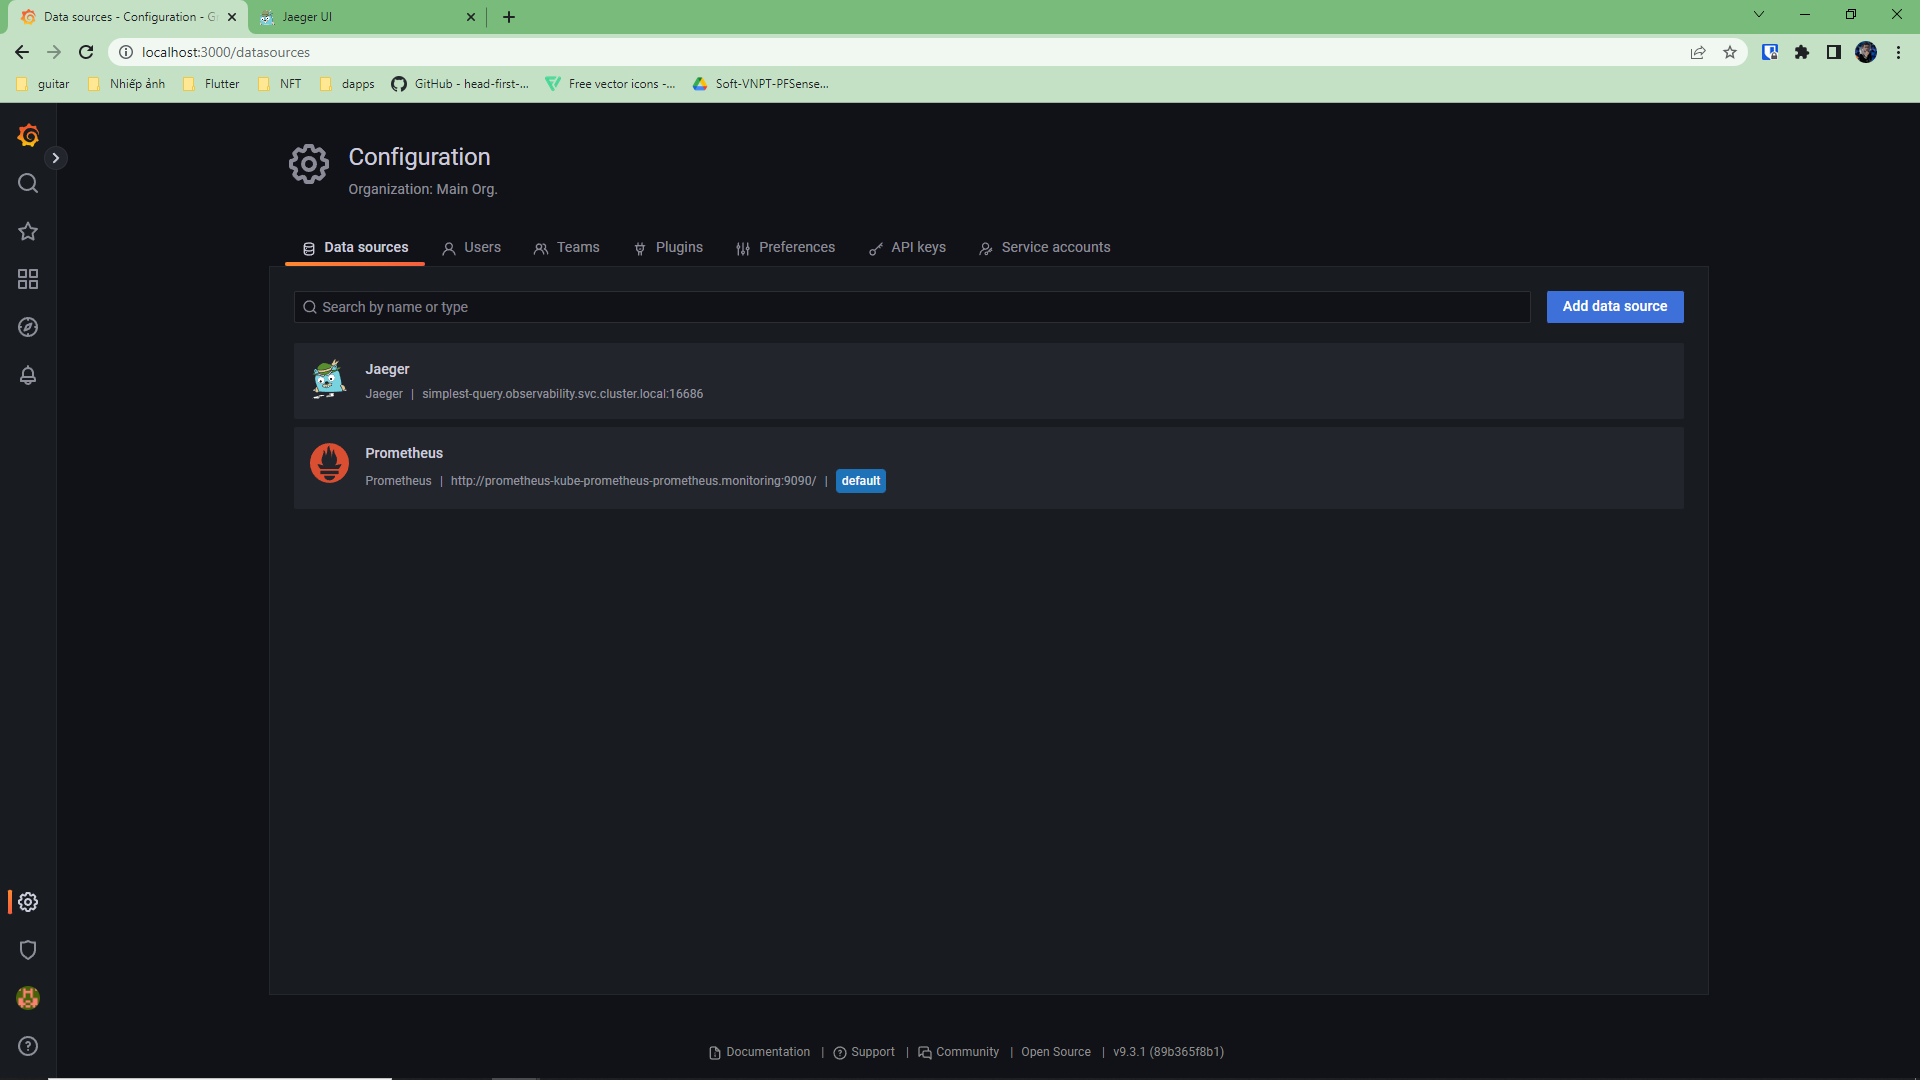 Data sources - Configuration - G
Jaeger UI
localhost:3000/datasources
guitar
Nhiếp ảnh
Flutter
NFT
dapps
GitHub - head-first-...
Free vector icons -...
Soft-VNPT-PFSense...
Configuration
Organization: Main Org.
Data sources
Users
Teams
Plugins
Preferences
API keys
Service accounts
Search by name or type
Add data source
Jaeger
Jaeger | simplest-query.observability.svc.cluster.local:16686
Prometheus
Prometheus | http://prometheus-kube-prometheus-prometheus.monitoring:9090/ | default
Documentation | Support | Community | Open Source | v9.3.1 (89b365f8b1)